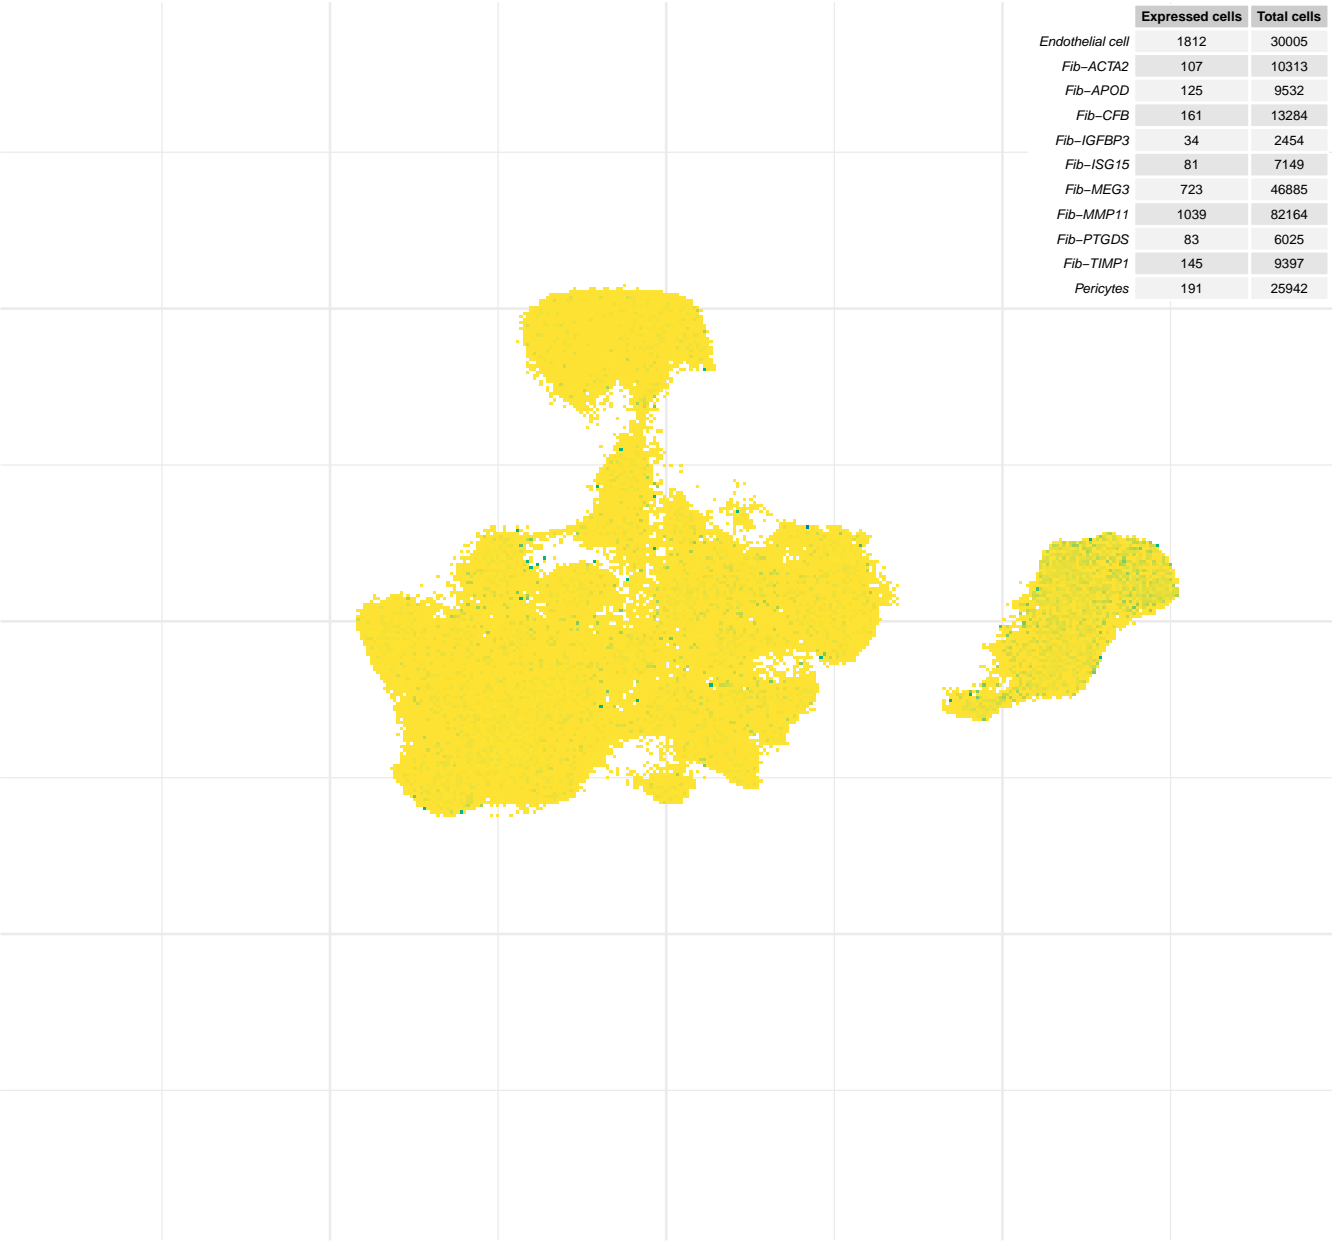 Expressed cells Total cells
Endothelial cell 1812 30005
Fib−ACTA2 107 10313
Fib−APOD 125 9532
Fib−CFB 161 13284
Fib−IGFBP3 34 2454
Fib−ISG15 81 7149
Fib−MEG3 723 46885
Fib−MMP11 1039 82164
Fib−PTGDS 83 6025
Fib−TIMP1 145 9397
Pericytes 191 25942